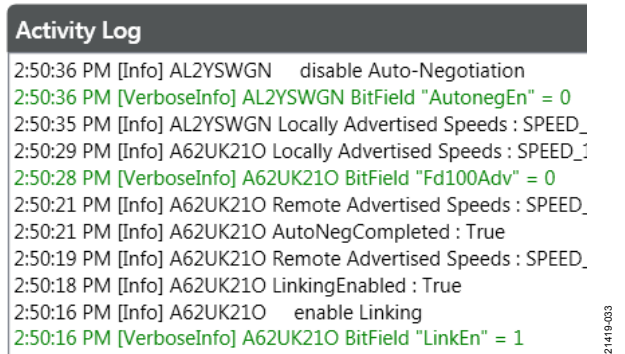 Activity Log
2:50:36 PM [Info] AL2YSWGN disable Auto-Negotiation
2:50:36 PM [VerboseInfo] AL2YSWGN BitField "AutonegEn" = 0
2:50:35 PM [Info] AL2YSWGN Locally Advertised Speeds : SPEED_
2:50:29 PM [Info] A62UK21O Locally Advertised Speeds : SPEED_1
2:50:28 PM [VerboseInfo] A62UK21O BitField "Fd100Adv" = 0
2:50:21 PM [Info] A62UK21O Remote Advertised Speeds : SPEED_
2:50:21 PM [Info] A62UK21O AutoNegCompleted : True
2:50:19 PM [Info] A62UK21O Remote Advertised Speeds : SPEED_
2:50:18 PM [Info] A62UK21O LinkingEnabled : True
2:50:16 PM [Info] A62UK21O enable Linking
2:50:16 PM [VerboseInfo] A62UK21O BitField "LinkEn" = 1
21419-033